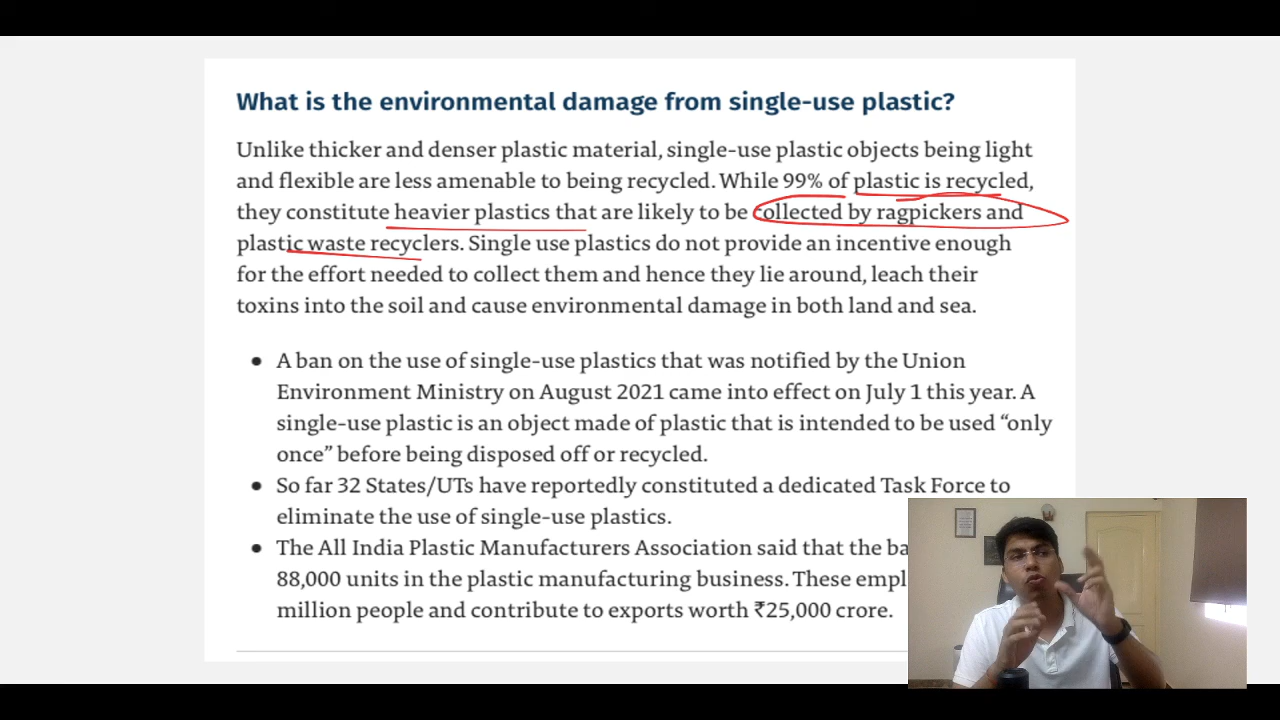 What is the environmental damage from single-use plastic?
Unlike thicker and denser plastic material, single-use plastic objects being light
and flexible are less amenable to being recycled. While 99% of plastic is recycled,
they constitute heavier plastics that are likely to be collected by ragpickers and
plastic waste recyclers. Single use plastics do not provide an incentive enough
for the effort needed to collect them and hence they lie around, leach their
toxins into the soil and cause environmental damage in both land and sea.
• A ban on the use of single-use plastics that was notified by the Union
Environment Ministry on August 2021 came into effect on July 1 this year. A
single-use plastic is an object made of plastic that is intended to be used “only
once” before being disposed off or recycled.
• So far 32 States/UTs have reportedly constituted a dedicated Task Force to
eliminate the use of single-use plastics.
• The All India Plastic Manufacturers Association said that the
88,000 units in the plastic manufacturing business. These
million people and contribute to exports worth ₹25,000 crore.